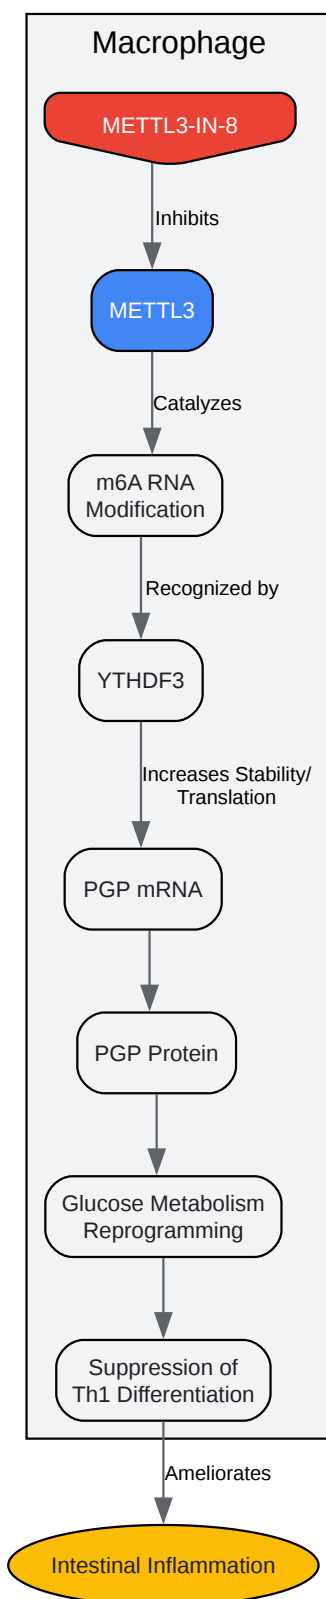 Macrophage
METTL3-IN-8
Inhibits
METTL3
Catalyzes
m6A RNA
Modification
Recognized by
YTHDF3
Increases Stability/
Translation
PGP mRNA
PGP Protein
Glucose Metabolism
Reprogramming
Suppression of
Th1 Differentiation
Ameliorates
Intestinal Inflammation